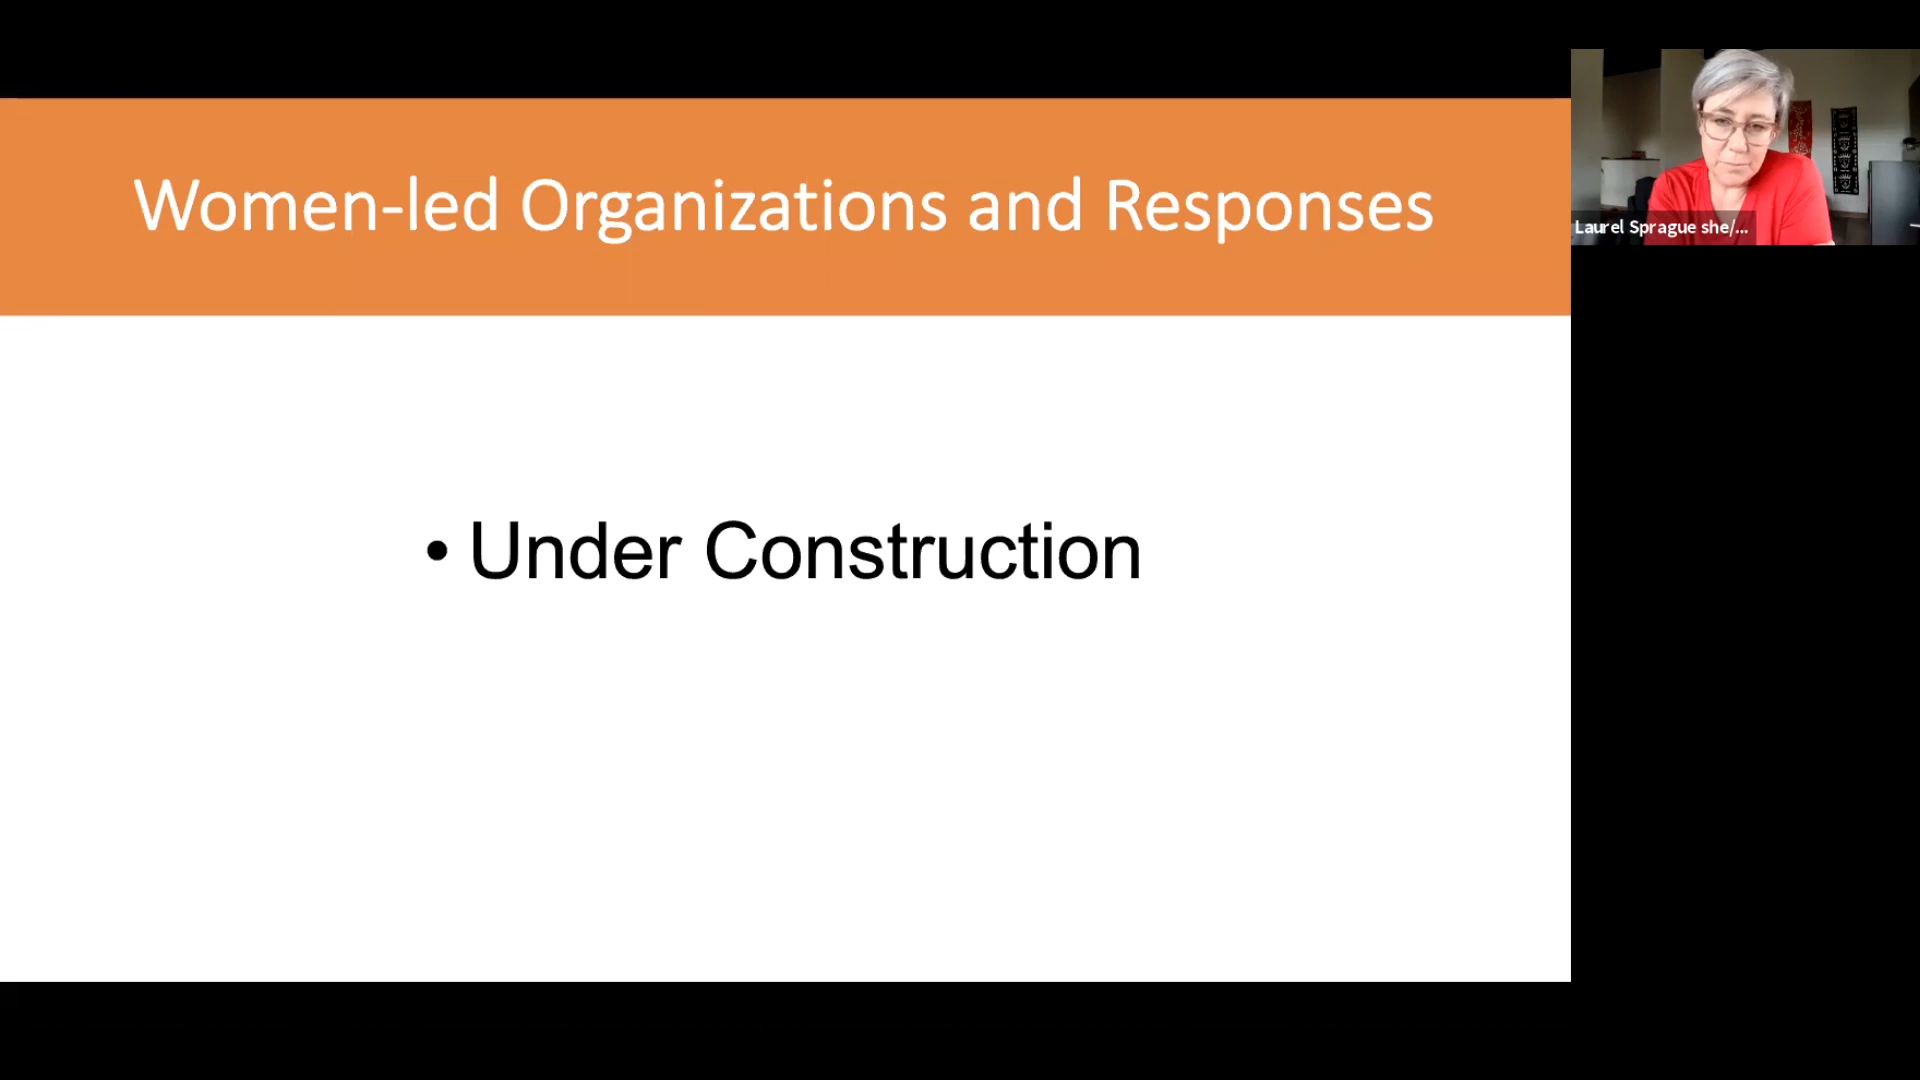 Women-led Organizations and Responses
Laurel Sprague she/...
• Under Construction